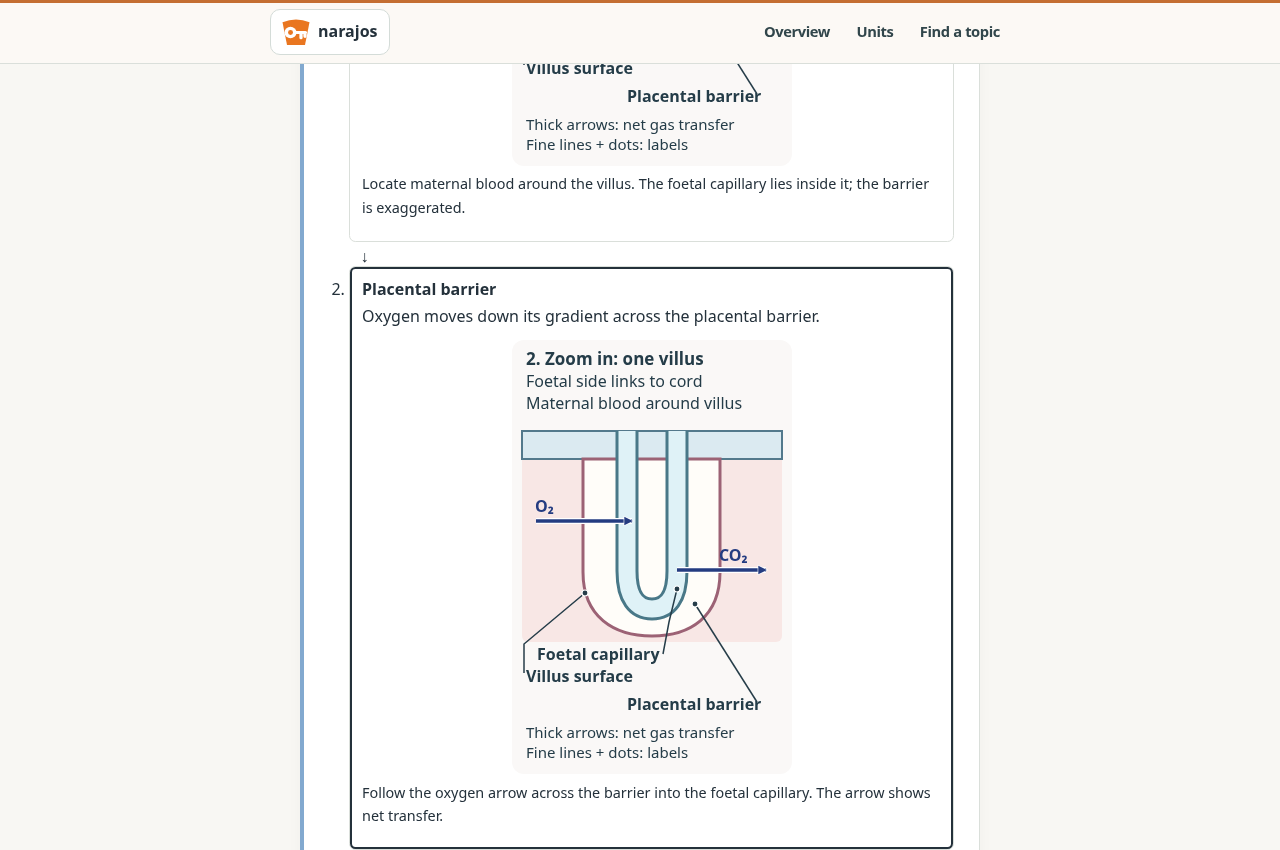 narajos
Overview Units Find a topic
Villus surface
Placental barrier
Thick arrows: net gas transfer
Fine lines + dots: labels
Locate maternal blood around the villus. The foetal capillary lies inside it; the barrier
is exaggerated.
↓
2. Placental barrier
Oxygen moves down its gradient across the placental barrier.
2. Zoom in: one villus
Foetal side links to cord
Maternal blood around villus
O₂
CO₂
Foetal capillary
Villus surface
Placental barrier
Thick arrows: net gas transfer
Fine lines + dots: labels
Follow the oxygen arrow across the barrier into the foetal capillary. The arrow shows
net transfer.